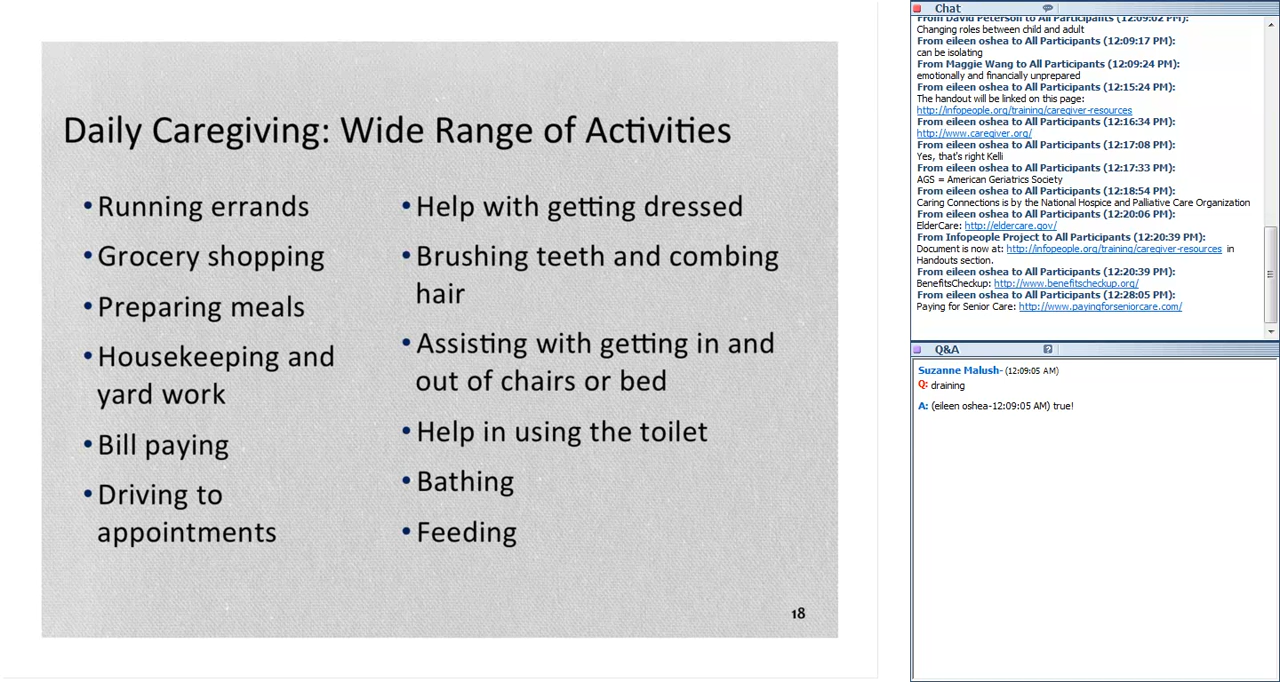 Daily Caregiving: Wide Range of Activities
•Running errands
•Grocery shopping
•Preparing meals
•Housekeeping and
yard work
•Bill paying
•Driving to
appointments
•Help with getting dressed
•Brushing teeth and combing
hair
•Assisting with getting in and
out of chairs or bed
•Help in using the toilet
•Bathing
•Feeding
18
Chat
From David Peterson to All Participants (12:09:02 PM):
Changing roles between child and adult
From eileen oshea to All Participants (12:09:17 PM):
can be isolating
From Maggie Wang to All Participants (12:09:24 PM):
emotionally and financially unprepared
From eileen oshea to All Participants (12:15:24 PM):
The handout will be linked on this page:
http://infopeople.org/training/caregiver-resources
From eileen oshea to All Participants (12:16:34 PM):
http://www.caregiver.org/
From eileen oshea to All Participants (12:17:08 PM):
Yes, that's right Kelli
From eileen oshea to All Participants (12:17:33 PM):
AGS = American Geriatrics Society
From eileen oshea to All Participants (12:18:54 PM):
Caring Connections is by the National Hospice and Palliative Care Organization
From eileen oshea to All Participants (12:20:06 PM):
ElderCare: http://eldercare.gov/
From Infopeople Project to All Participants (12:20:39 PM):
Document is now at: http://infopeople.org/training/caregiver-resources in
Handouts section.
From eileen oshea to All Participants (12:20:39 PM):
BenefitsCheckup: http://www.benefitscheckup.org/
From eileen oshea to All Participants (12:28:05 PM):
Paying for Senior Care: http://www.payingforseniorcare.com/
Q&A
Suzanne Malush- (12:09:05 AM)
Q: draining
A: (eileen oshea-12:09:05 AM) true!